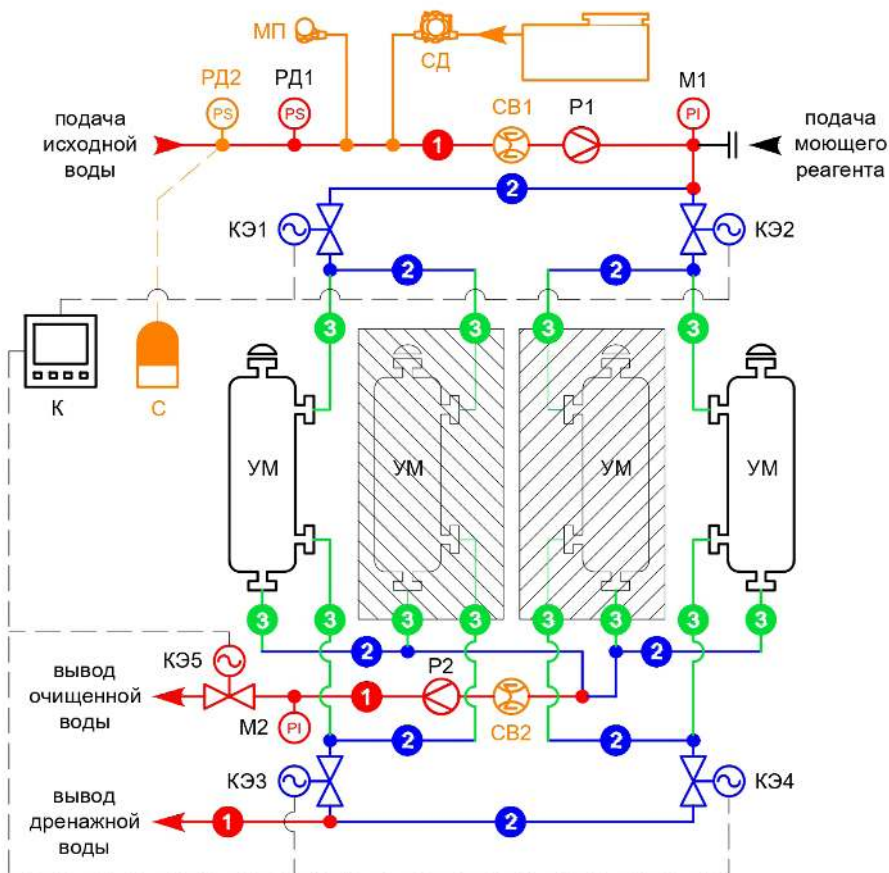 МП
СД
РД2
РД1
М1
PS
PS
СВ1
Р1
PI
подача
исходной
воды
1
подача
моющего
реагента
2
КЭ1
КЭ2
2
2
3
3
3
3
К
С
УМ
УМ
УМ
УМ
3
3
3
3
3
3
3
3
2
2
КЭ5
вывод
очищенной
воды
Р2
1
М2
PI
СВ2
2
2
КЭ3
КЭ4
вывод
дренажной
воды
1
2